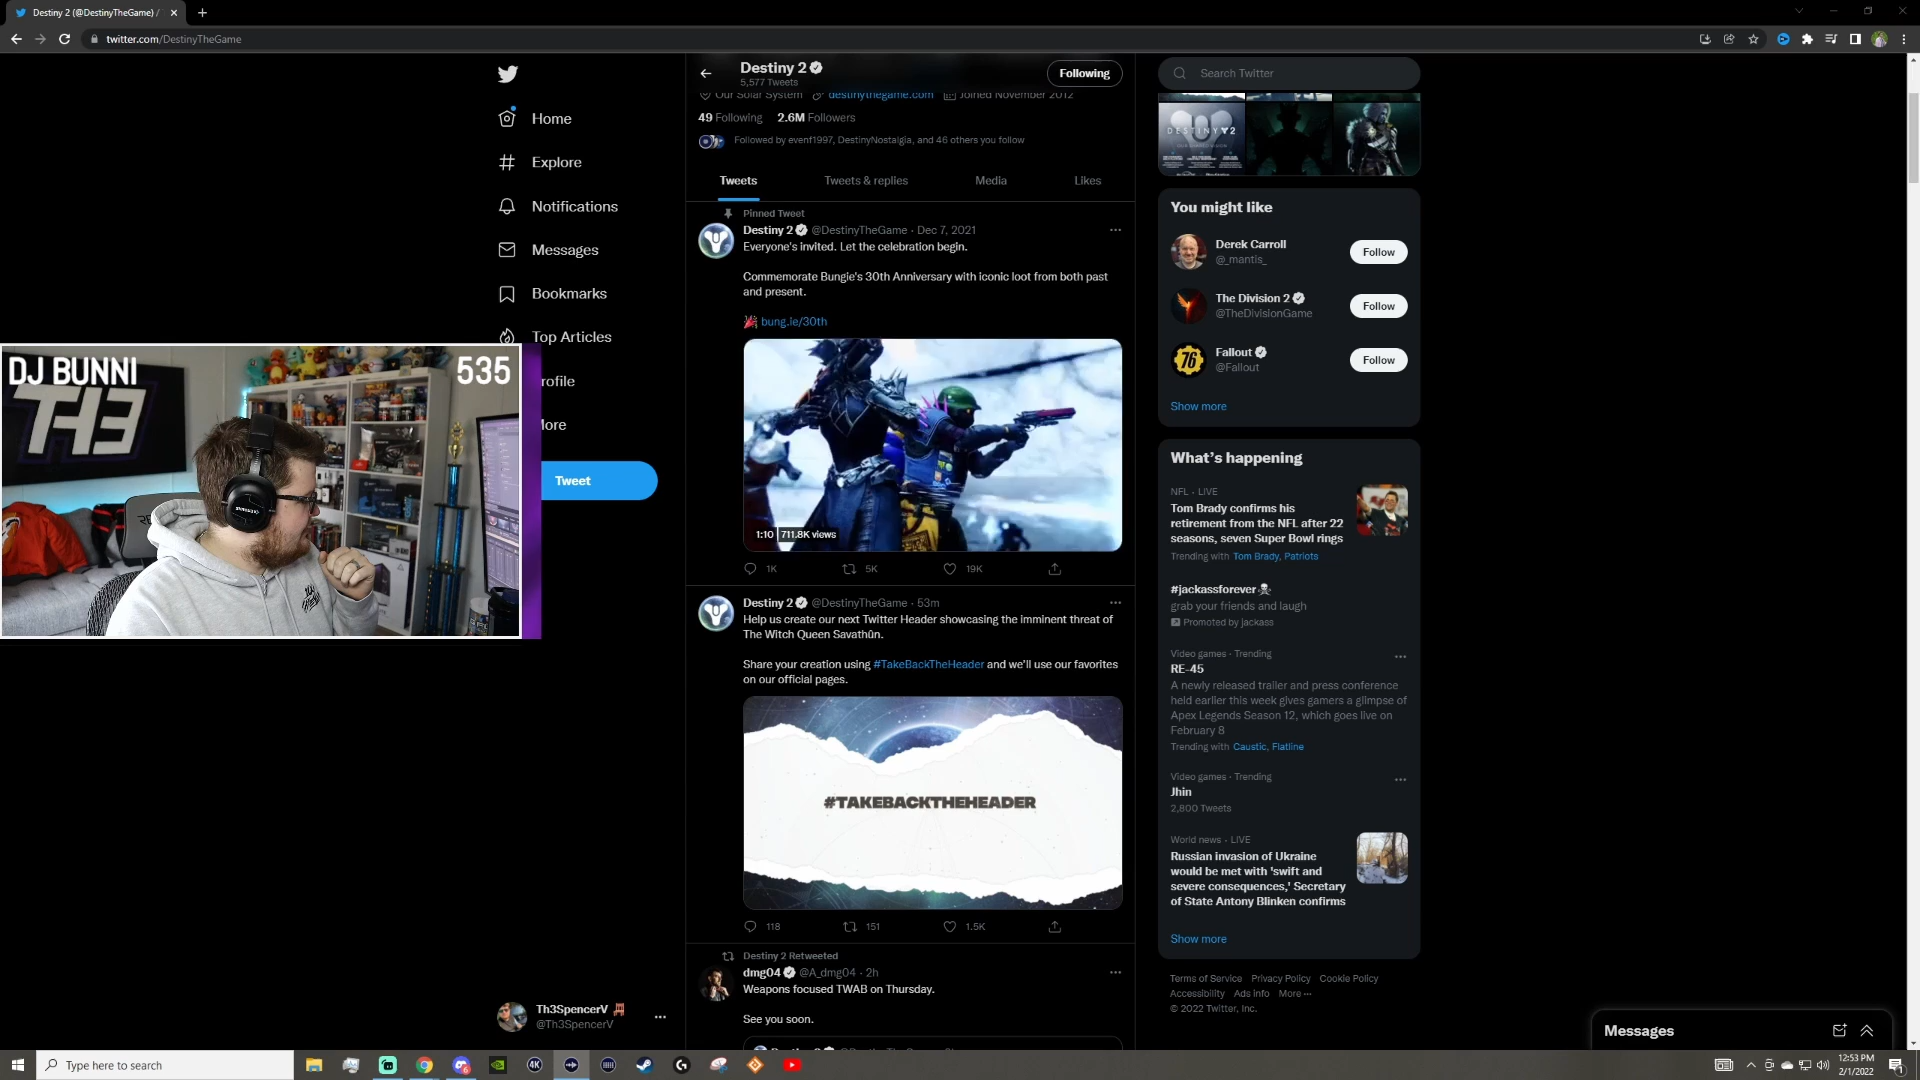 Destiny 2 (@DestinyTheGame) /
twitter.com/DestinyTheGame
Home
Explore
Notifications
Messages
Bookmarks
Top Articles
rofile
More
Tweet
DJ BUNNI
535
TH3
Th3SpencerV
@Th3SpencerV
Destiny 2
5,577 Tweets
Following
Our Solar System destinythegame.com Joined November 2012
49 Following 2.6M Followers
Followed by evenf1997, DestinyNostalgia, and 46 others you follow
Tweets Tweets & replies Media Likes
Pinned Tweet
Destiny 2 @DestinyTheGame · Dec 7, 2021
Everyone's invited. Let the celebration begin.
Commemorate Bungie's 30th Anniversary with iconic loot from both past
and present.
🎉 bung.ie/30th
1:10 711.8K views
1K 5K 19K
Destiny 2 @DestinyTheGame · 53m
Help us create our next Twitter Header showcasing the imminent threat of
The Witch Queen Savathûn.
Share your creation using #TakeBackTheHeader and we'll use our favorites
on our official pages.
#TAKEBACKTHEHEADER
118 151 1.5K
Destiny 2 Retweeted
dmg04 @A_dmg04 · 2h
Weapons focused TWAB on Thursday.
See you soon.
Search Twitter
DESTINY 2
You might like
Derek Carroll
@_mantis_
Follow
The Division 2
@TheDivisionGame
Follow
76
Fallout
@Fallout
Follow
Show more
What's happening
NFL · LIVE
Tom Brady confirms his
retirement from the NFL after 22
seasons, seven Super Bowl rings
Trending with Tom Brady, Patriots
#jackassforever
grab your friends and laugh
Promoted by jackass
Video games · Trending
RE-45
A newly released trailer and press conference
held earlier this week gives gamers a glimpse of
Apex Legends Season 12, which goes live on
February 8
Trending with Caustic, Flatline
Video games · Trending
Jhin
2,800 Tweets
World news · LIVE
Russian invasion of Ukraine
would be met with 'swift and
severe consequences,' Secretary
of State Antony Blinken confirms
Show more
Terms of Service Privacy Policy Cookie Policy
Accessibility Ads info More ···
© 2022 Twitter, Inc.
Messages
Type here to search
4K
12:53 PM
2/1/2022